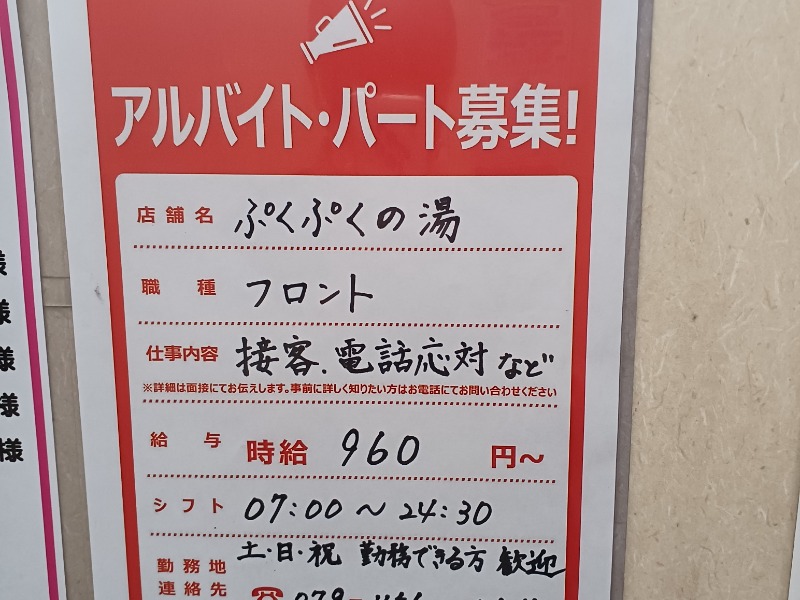 アルバイト・パート募集!
店舗名 ぷくぷくの湯
職種 フロント
仕事内容 接客.電話応対など
※詳細は面接にてお伝えします。事前に詳しく知りたい方はお電話にてお問い合わせください
給与 時給 960 円〜
シフト 07:00〜24:30
土・日・祝 勤務できる方 歓迎
勤務地
連絡先
様
様
様
様